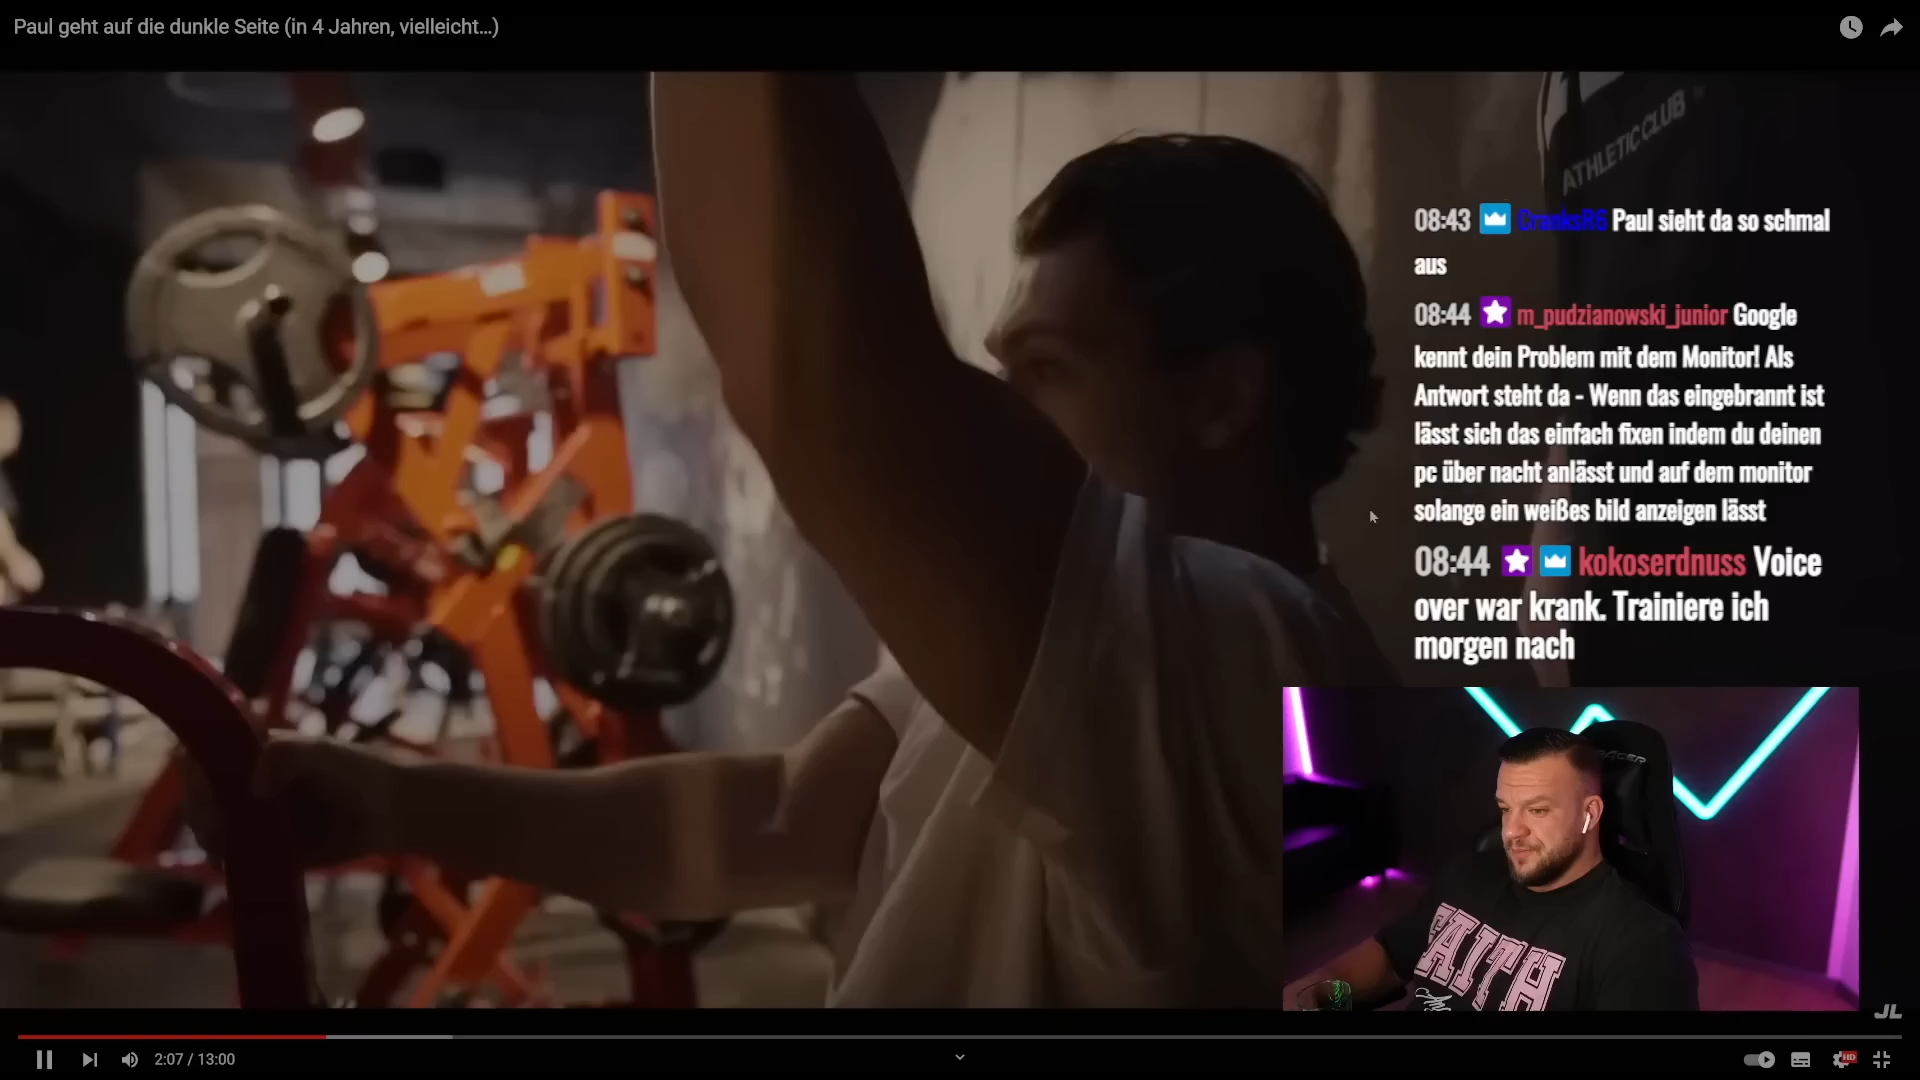 Paul geht auf die dunkle Seite (in 4 Jahren, vielleicht...)
ATHLETIC CLUB
08:43 CranksR6 Paul sieht da so schmal
aus
08:44 m_pudzianowski_junior Google
kennt dein Problem mit dem Monitor! Als
Antwort steht da - Wenn das eingebrannt ist
lässt sich das einfach fixen indem du deinen
pc über nacht anlässt und auf dem monitor
solange ein weißes bild anzeigen lässt
08:44 kokoserdnuss Voice
over war krank. Trainiere ich
morgen nach
FAITH
JL
2:07 / 13:00
HD